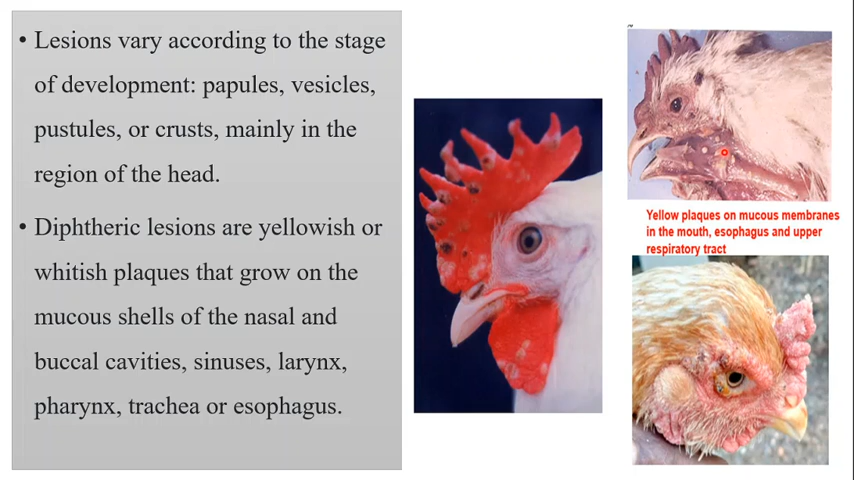 • Lesions vary according to the stage
of development: papules, vesicles,
pustules, or crusts, mainly in the
region of the head.
• Diphtheric lesions are yellowish or
whitish plaques that grow on the
mucous shells of the nasal and
buccal cavities, sinuses, larynx,
pharynx, trachea or esophagus.
Yellow plaques on mucous membranes
in the mouth, esophagus and upper
respiratory tract